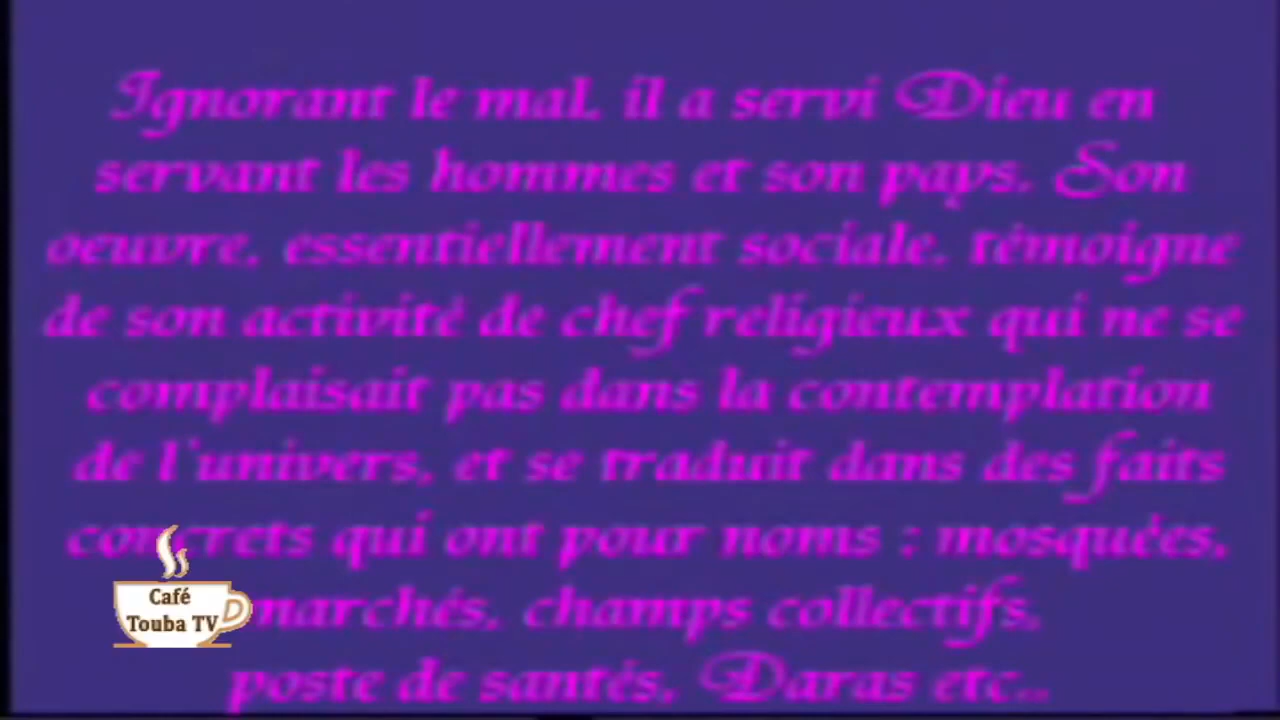 Ignorant le mal, il a servi Dieu en
servant les hommes et son pays. Son
oeuvre, essentiellement sociale, témoigne
de son activité de chef religieux qui ne se
complaisait pas dans la contemplation
de l'univers, et se traduit dans des faits
concrets qui ont pour noms : mosquées,
marchés, champs collectifs,
poste de santés, Daras etc..
Café
Touba TV